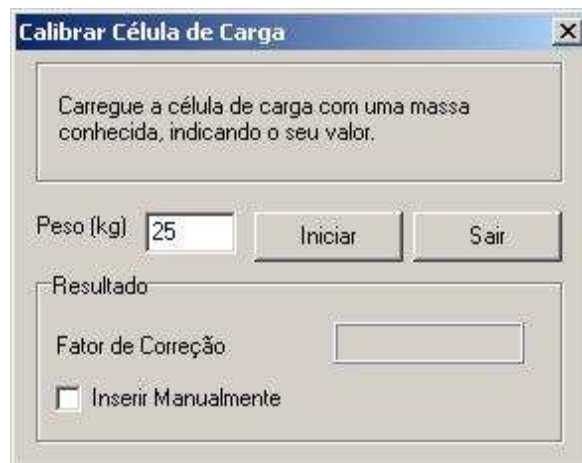 Calibrar Célula de Carga
Carregue a célula de carga com uma massa
conhecida, indicando o seu valor.
Peso (kg) 25 Iniciar Sair
Resultado
Fator de Correção
Inserir Manualmente